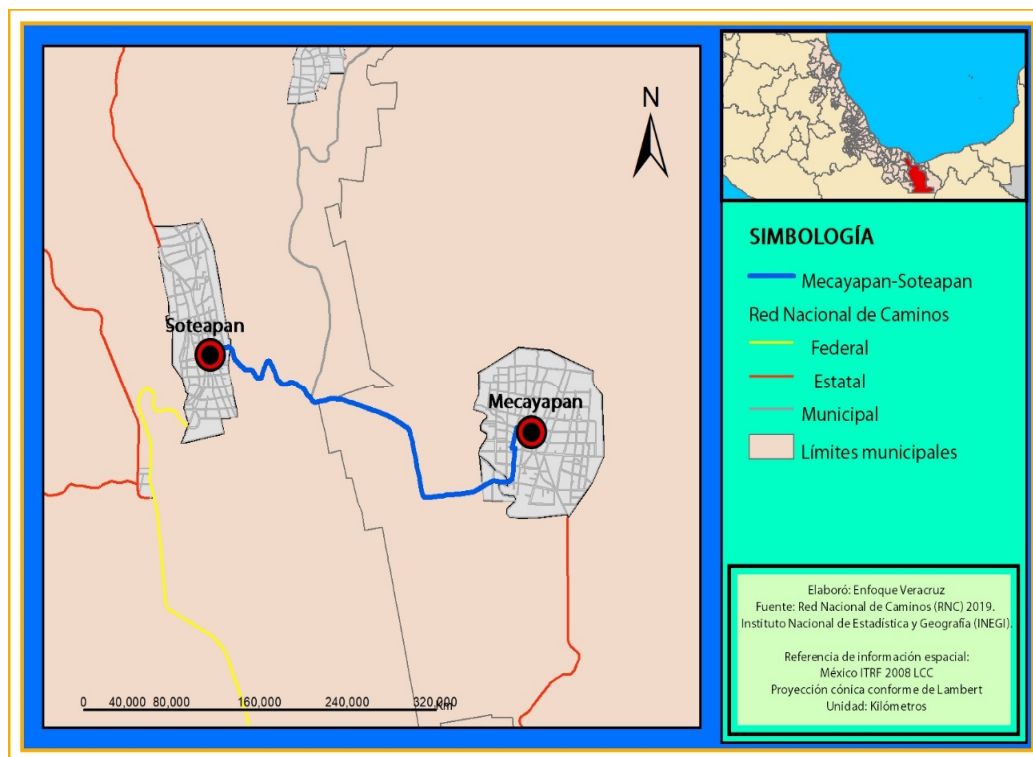 N
Soteapan
Mecayapan
0 40,000 80,000 160,000 240,000 320,000
Km
SIMBOLOGÍA
Mecayapan-Soteapan
Red Nacional de Caminos
Federal
Estatal
Municipal
Límites municipales
Elaboró: Enfoque Veracruz
Fuente: Red Nacional de Caminos (RNC) 2019.
Instituto Nacional de Estadística y Geografía (INEGI).
Referencia de información espacial:
México ITRF 2008 LCC
Proyección cónica conforme de Lambert
Unidad: Kilómetros